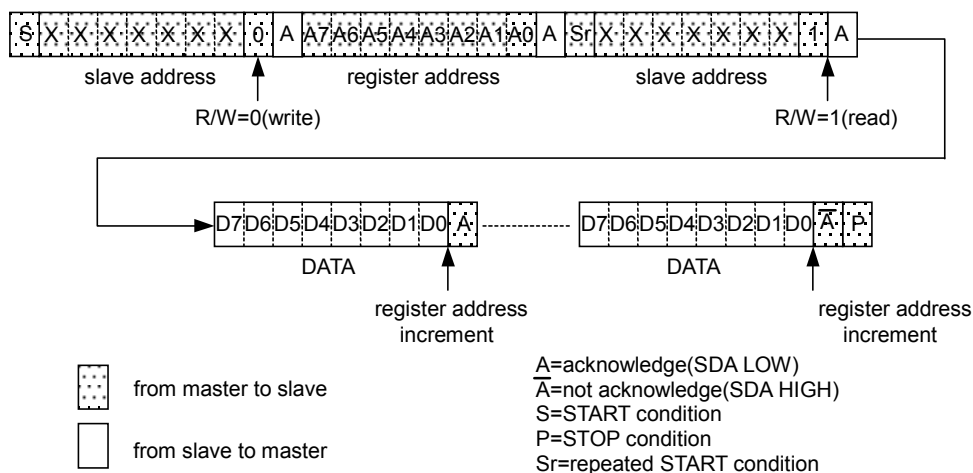 S X X X X X X X 0 A A7 A6 A5 A4 A3 A2 A1 A0 A Sr X X X X X X X 1 A
slave address register address slave address
R/W=0(write) R/W=1(read)
D7 D6 D5 D4 D3 D2 D1 D0 A D7 D6 D5 D4 D3 D2 D1 D0 A̅ P
DATA DATA
register address register address
increment increment
from master to slave
from slave to master
A=acknowledge(SDA LOW)
A̅=not acknowledge(SDA HIGH)
S=START condition
P=STOP condition
Sr=repeated START condition